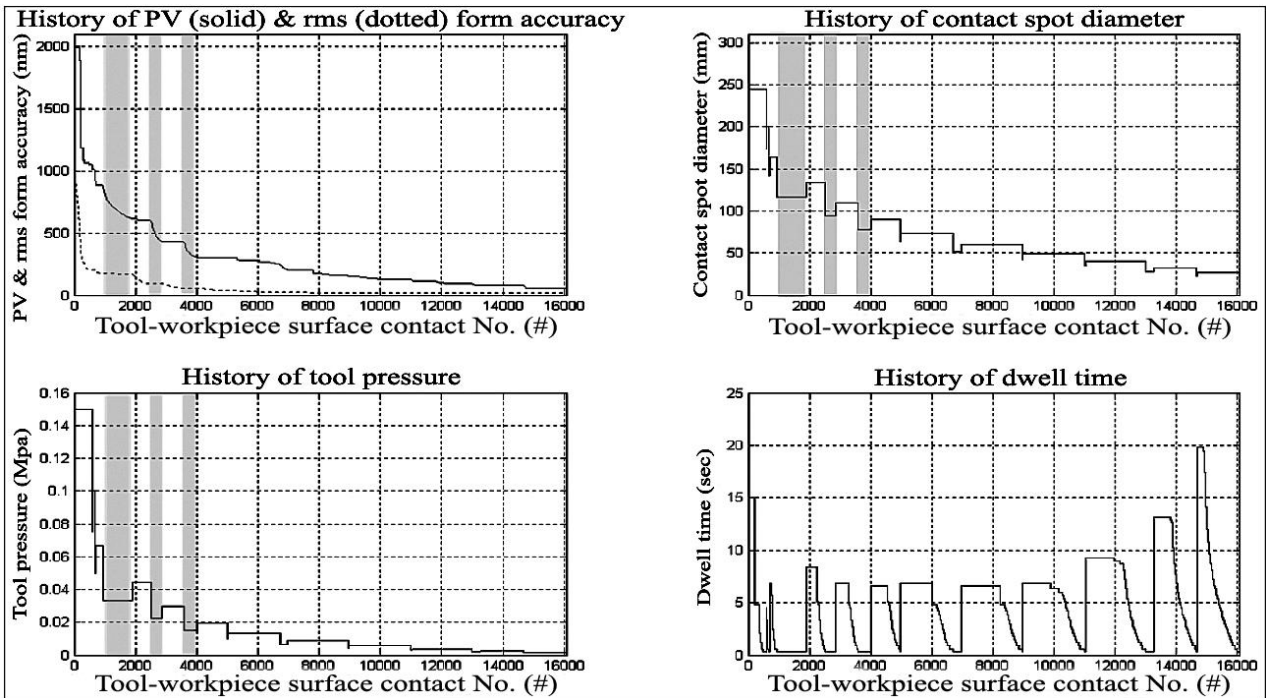 History of PV (solid) & rms (dotted) form accuracy
PV & rms form accuracy (nm)
2000
1500
1000
500
0
0 2000 4000 6000 8000 10000 12000 14000 16000
Tool-workpiece surface contact No. (#)
History of contact spot diameter
Contact spot diameter (mm)
300
250
200
150
100
50
0
0 2000 4000 6000 8000 10000 12000 14000 16000
Tool-workpiece surface contact No. (#)
History of tool pressure
Tool pressure (Mpa)
0.16
0.14
0.12
0.1
0.08
0.06
0.04
0.02
0
0 2000 4000 6000 8000 10000 12000 14000 16000
Tool-workpiece surface contact No. (#)
History of dwell time
Dwell time (sec)
25
20
15
10
5
0
0 2000 4000 6000 8000 10000 12000 14000 16000
Tool-workpiece surface contact No. (#)